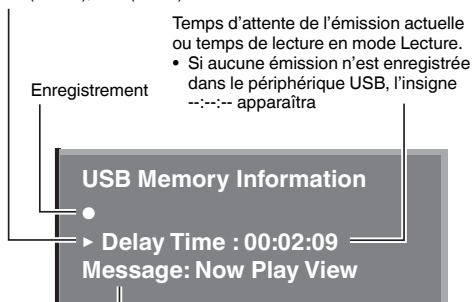 Temps d'attente de l'émission actuelle
ou temps de lecture en mode Lecture.
• Si aucune émission n'est enregistrée
dans le périphérique USB, l'insigne
--:--:-- apparaîtra
Enregistrement
USB Memory Information
●
► Delay Time : 00:02:09
Message: Now Play View